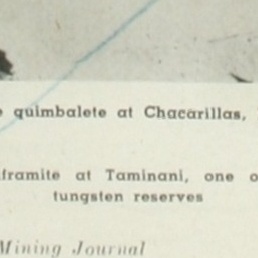 quimbalete at Chacarillas,
framite at Taminani, one o
tungsten reserves
Mining Journal